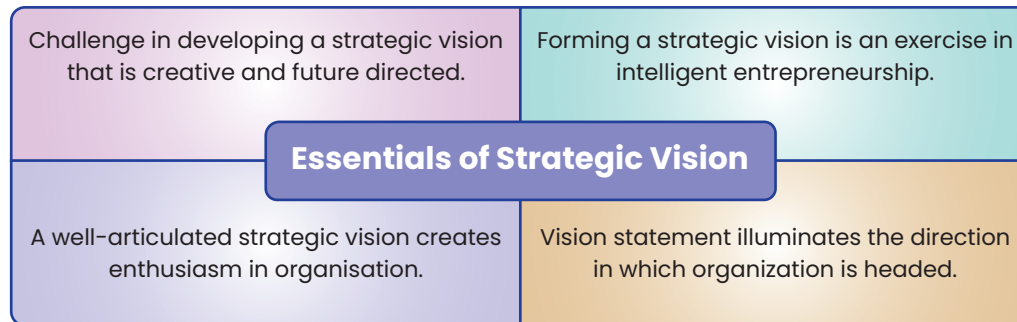 Challenge in developing a strategic vision
that is creative and future directed.
Forming a strategic vision is an exercise in
intelligent entrepreneurship.
Essentials of Strategic Vision
A well-articulated strategic vision creates
enthusiasm in organisation.
Vision statement illuminates the direction
in which organization is headed.